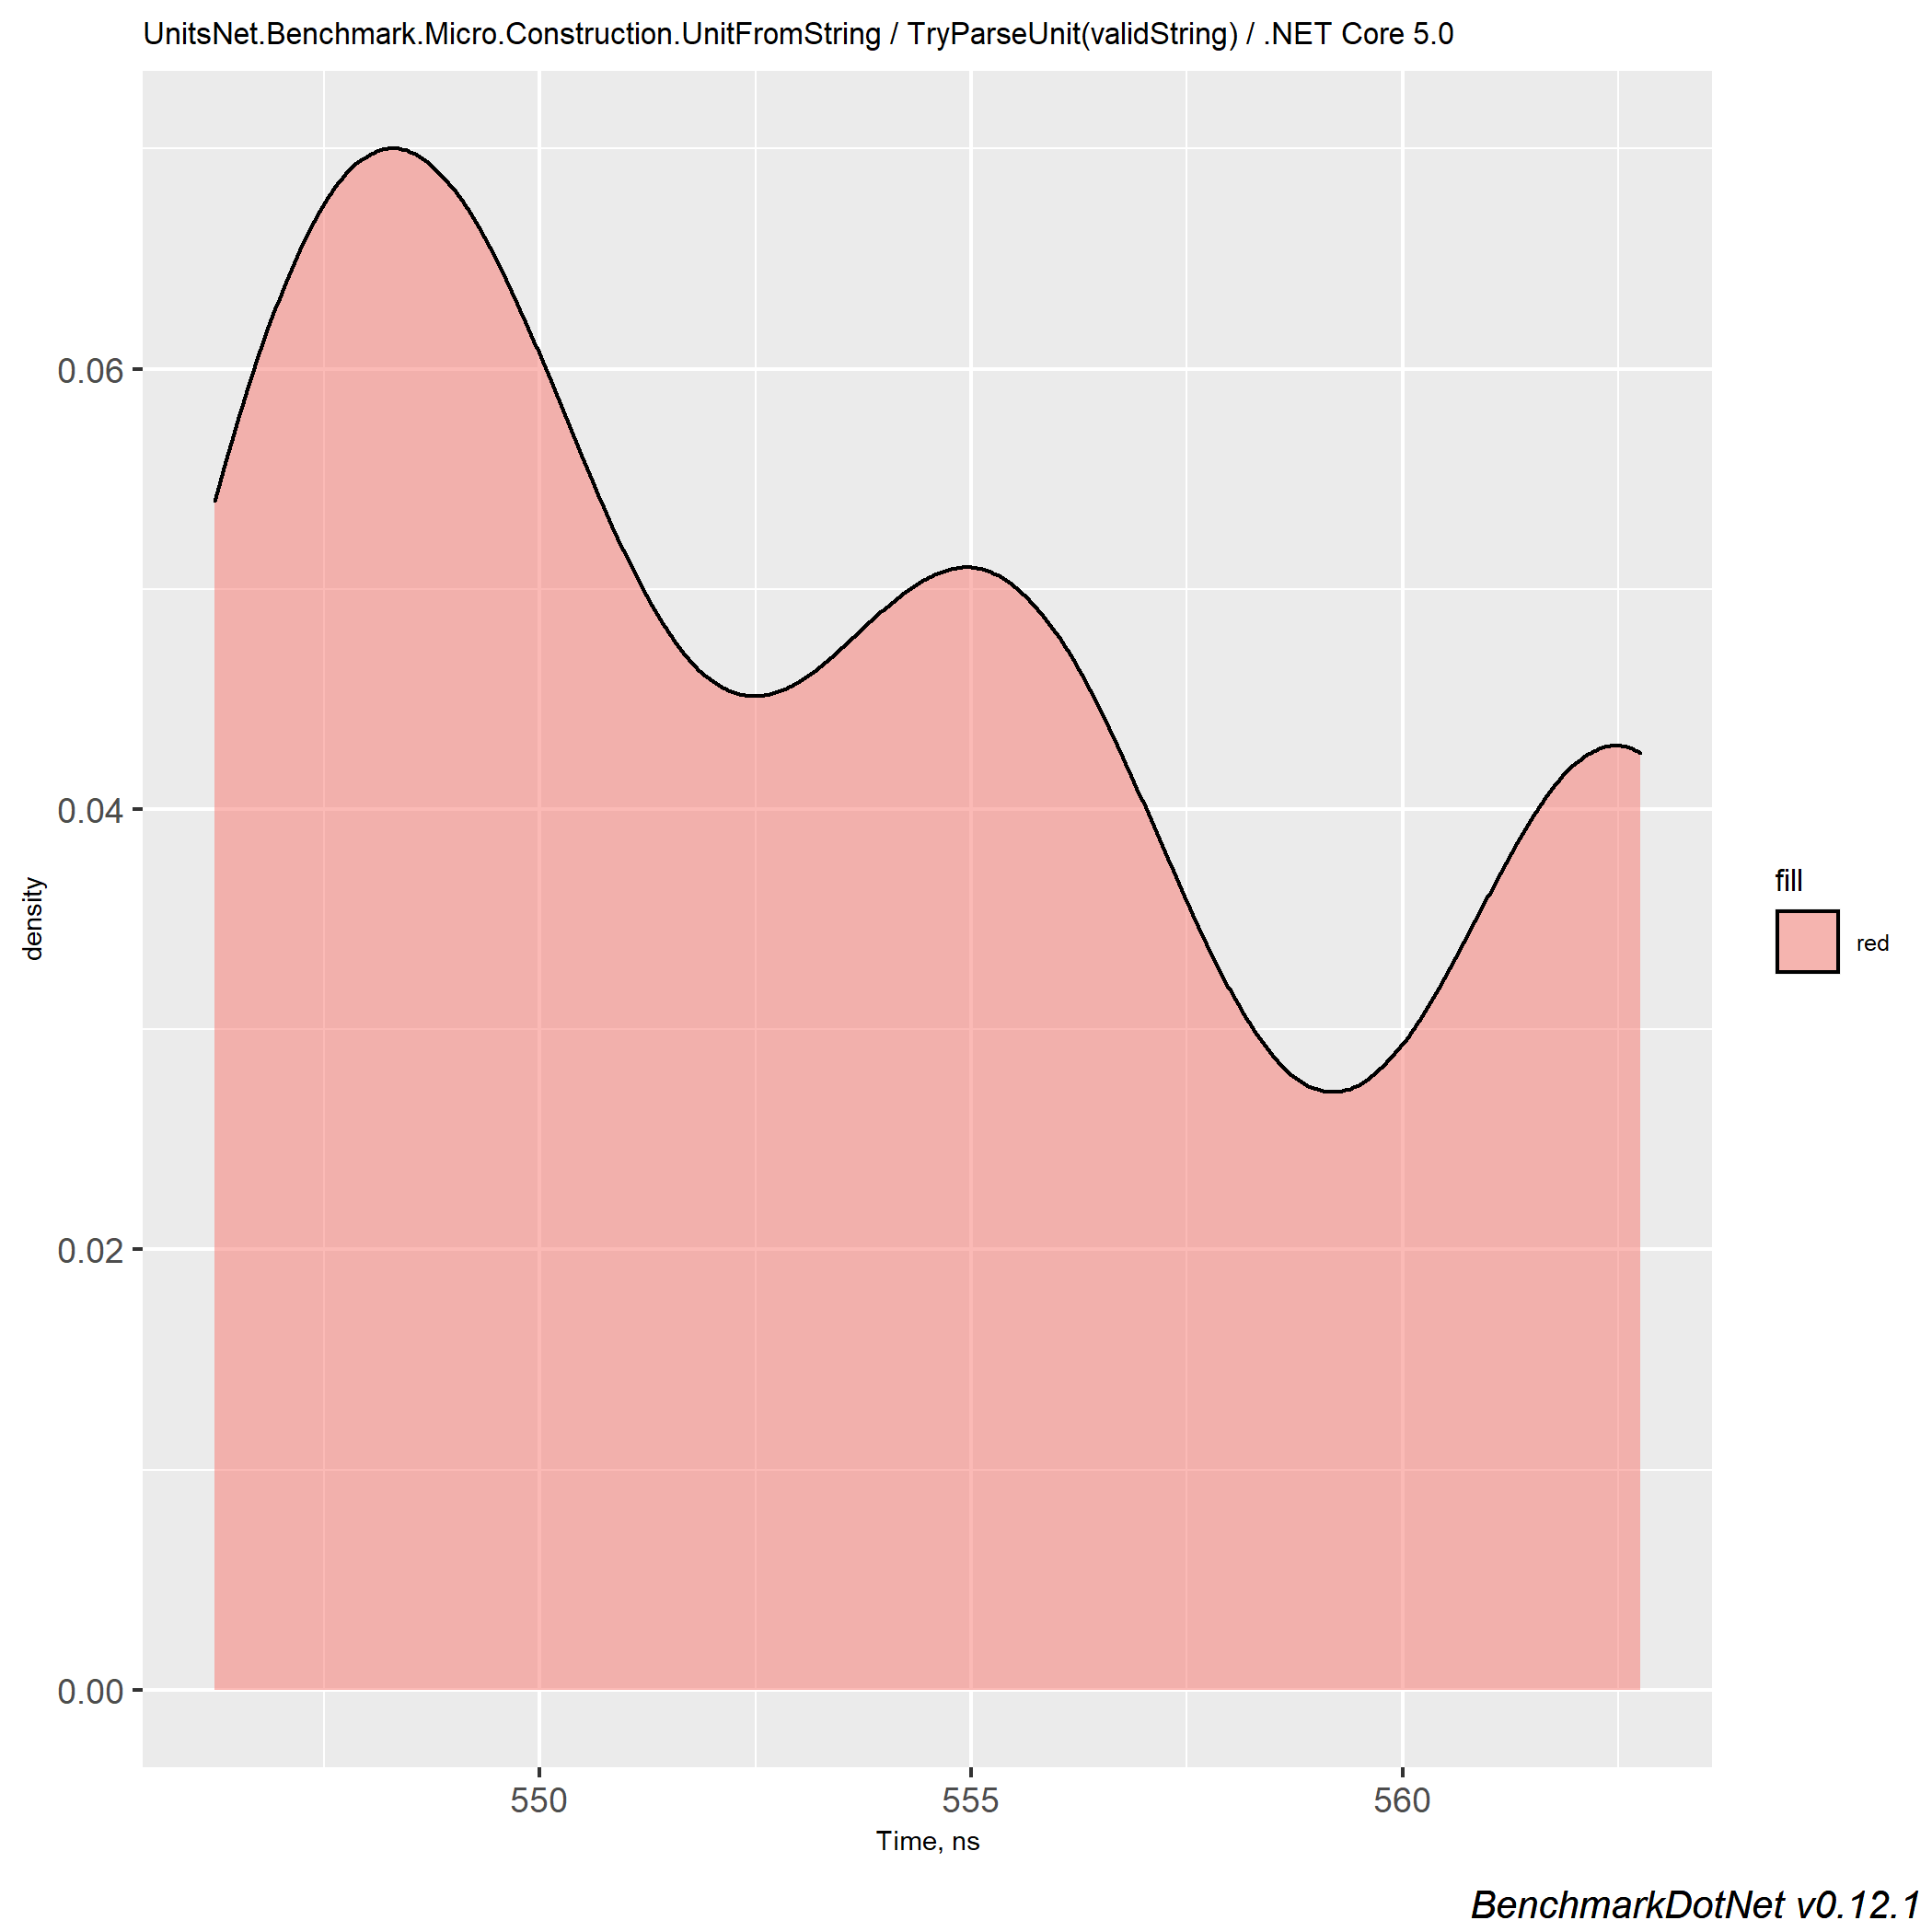 UnitsNet.Benchmark.Micro.Construction.UnitFromString / TryParseUnit(validString) / .NET Core 5.0
0.06
0.04
0.02
0.00
density
550 555 560
Time, ns
fill
red
BenchmarkDotNet v0.12.1